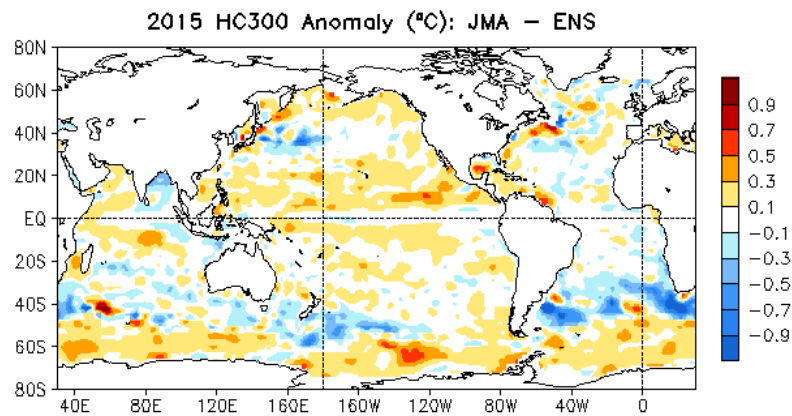 2015 HC300 Anomaly (°C): JMA – ENS
80N
60N
40N
20N
EQ
20S
40S
60S
80S
40E 80E 120E 160E 160W 120W 80W 40W 0
0.9
0.7
0.5
0.3
0.1
−0.1
−0.3
−0.5
−0.7
−0.9